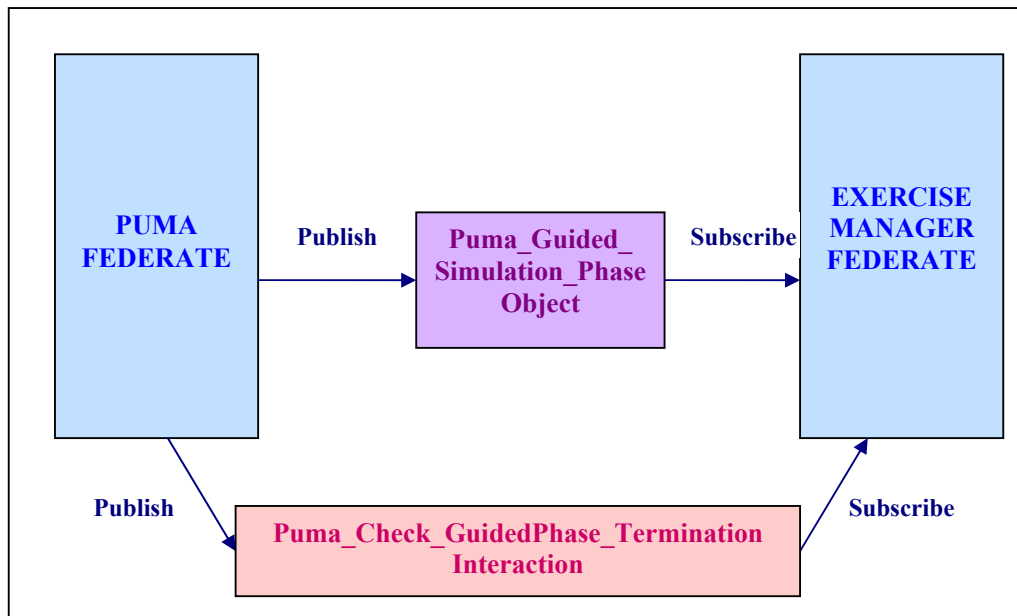 PUMA
FEDERATE
Publish
Puma_Guided_
Simulation_Phase
Object
Subscribe
EXERCISE
MANAGER
FEDERATE
Publish
Puma_Check_GuidedPhase_Termination
Interaction
Subscribe